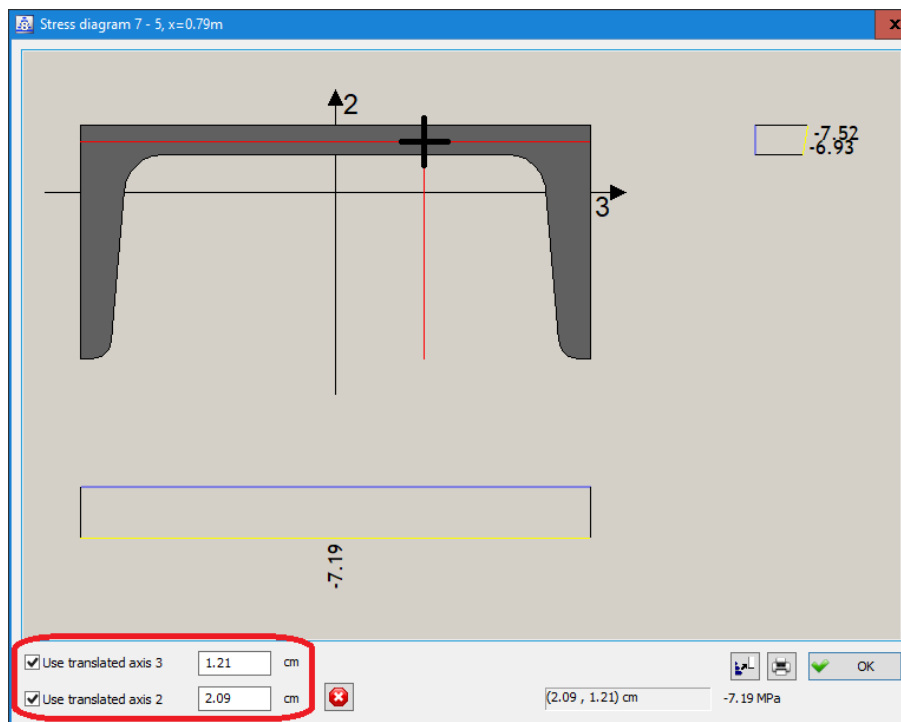 Stress diagram 7 - 5, x=0.79m
x
2
-7.52
-6.93
3
-7.19
Use translated axis 3 1.21 cm
OK
Use translated axis 2 2.09 cm
(2.09 , 1.21) cm
-7.19 MPa